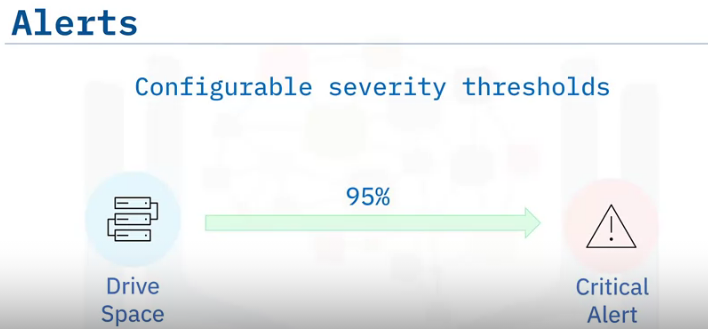 Alerts
Configurable severity thresholds
95%
Drive
Space
Critical
Alert